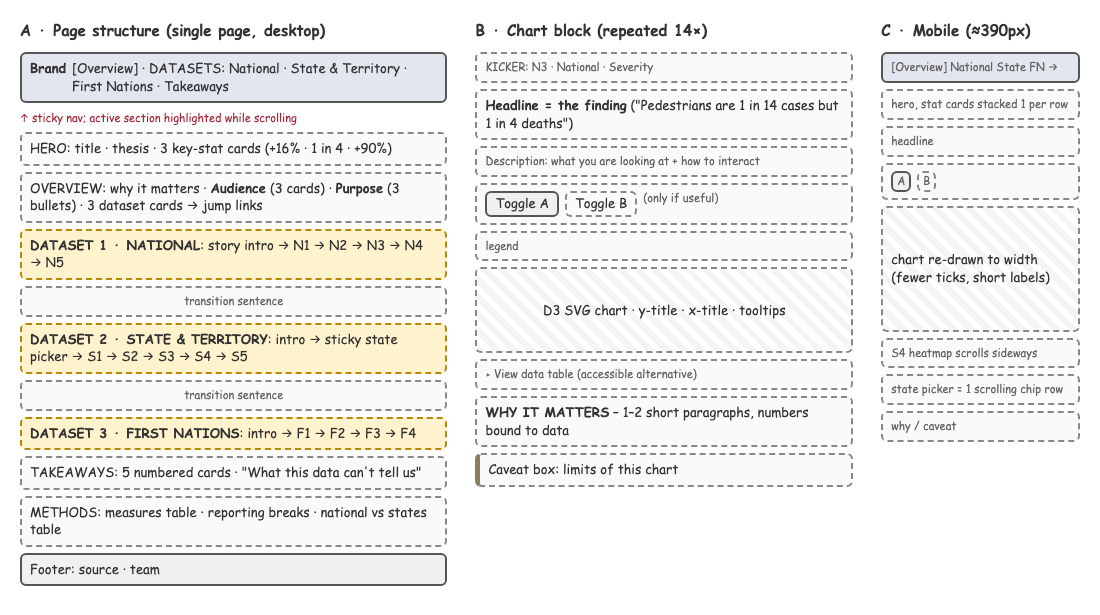 A · Page structure (single page, desktop)
Brand [Overview] · DATASETS: National · State & Territory ·
First Nations · Takeaways
↑ sticky nav; active section highlighted while scrolling
HERO: title · thesis · 3 key-stat cards (+16% · 1 in 4 · +90%)
OVERVIEW: why it matters · Audience (3 cards) · Purpose (3
bullets) · 3 dataset cards → jump links
DATASET 1 · NATIONAL: story intro → N1 → N2 → N3 → N4
→ N5
transition sentence
DATASET 2 · STATE & TERRITORY: intro → sticky state
picker → S1 → S2 → S3 → S4 → S5
transition sentence
DATASET 3 · FIRST NATIONS: intro → F1 → F2 → F3 → F4
TAKEAWAYS: 5 numbered cards · "What this data can't tell us"
METHODS: measures table · reporting breaks · national vs states
table
Footer: source · team
B · Chart block (repeated 14×)
KICKER: N3 · National · Severity
Headline = the finding ("Pedestrians are 1 in 14 cases but
1 in 4 deaths")
Description: what you are looking at + how to interact
Toggle A Toggle B (only if useful)
legend
D3 SVG chart · y-title · x-title · tooltips
▸ View data table (accessible alternative)
WHY IT MATTERS – 1–2 short paragraphs, numbers
bound to data
Caveat box: limits of this chart
C · Mobile (≈390px)
[Overview] National State FN →
hero, stat cards stacked 1 per row
headline
A B
chart re-drawn to width
(fewer ticks, short labels)
S4 heatmap scrolls sideways
state picker = 1 scrolling chip row
why / caveat